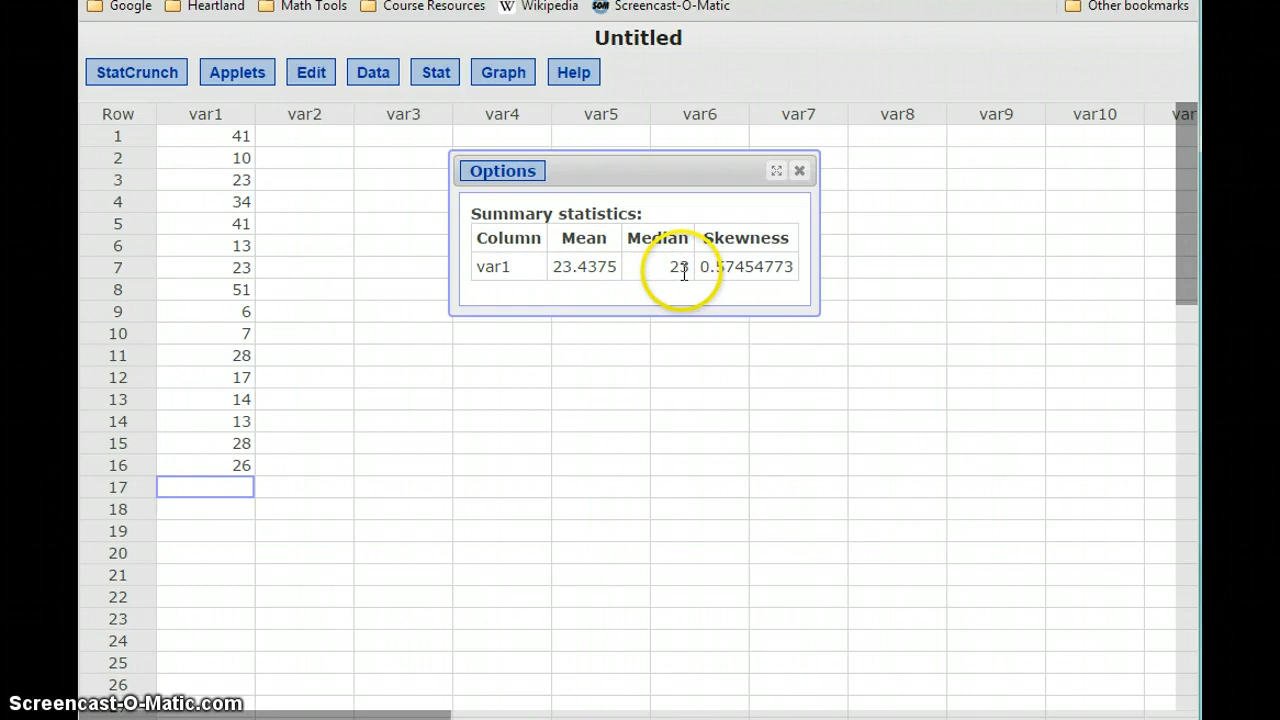 Google Heartland Math Tools Course Resources W Wikipedia SOM Screencast-O-Matic Other bookmarks
Untitled
StatCrunch Applets Edit Data Stat Graph Help
Row var1 var2 var3 var4 var5 var6 var7 var8 var9 var10 var
1 41
2 10
3 23
4 34
5 41
6 13
7 23
8 51
9 6
10 7
11 28
12 17
13 14
14 13
15 28
16 26
17
18
19
20
21
22
23
24
25
26
Options
Summary statistics:
Column Mean Median Skewness
var1 23.4375 23 0.57454773
Screencast-O-Matic.com